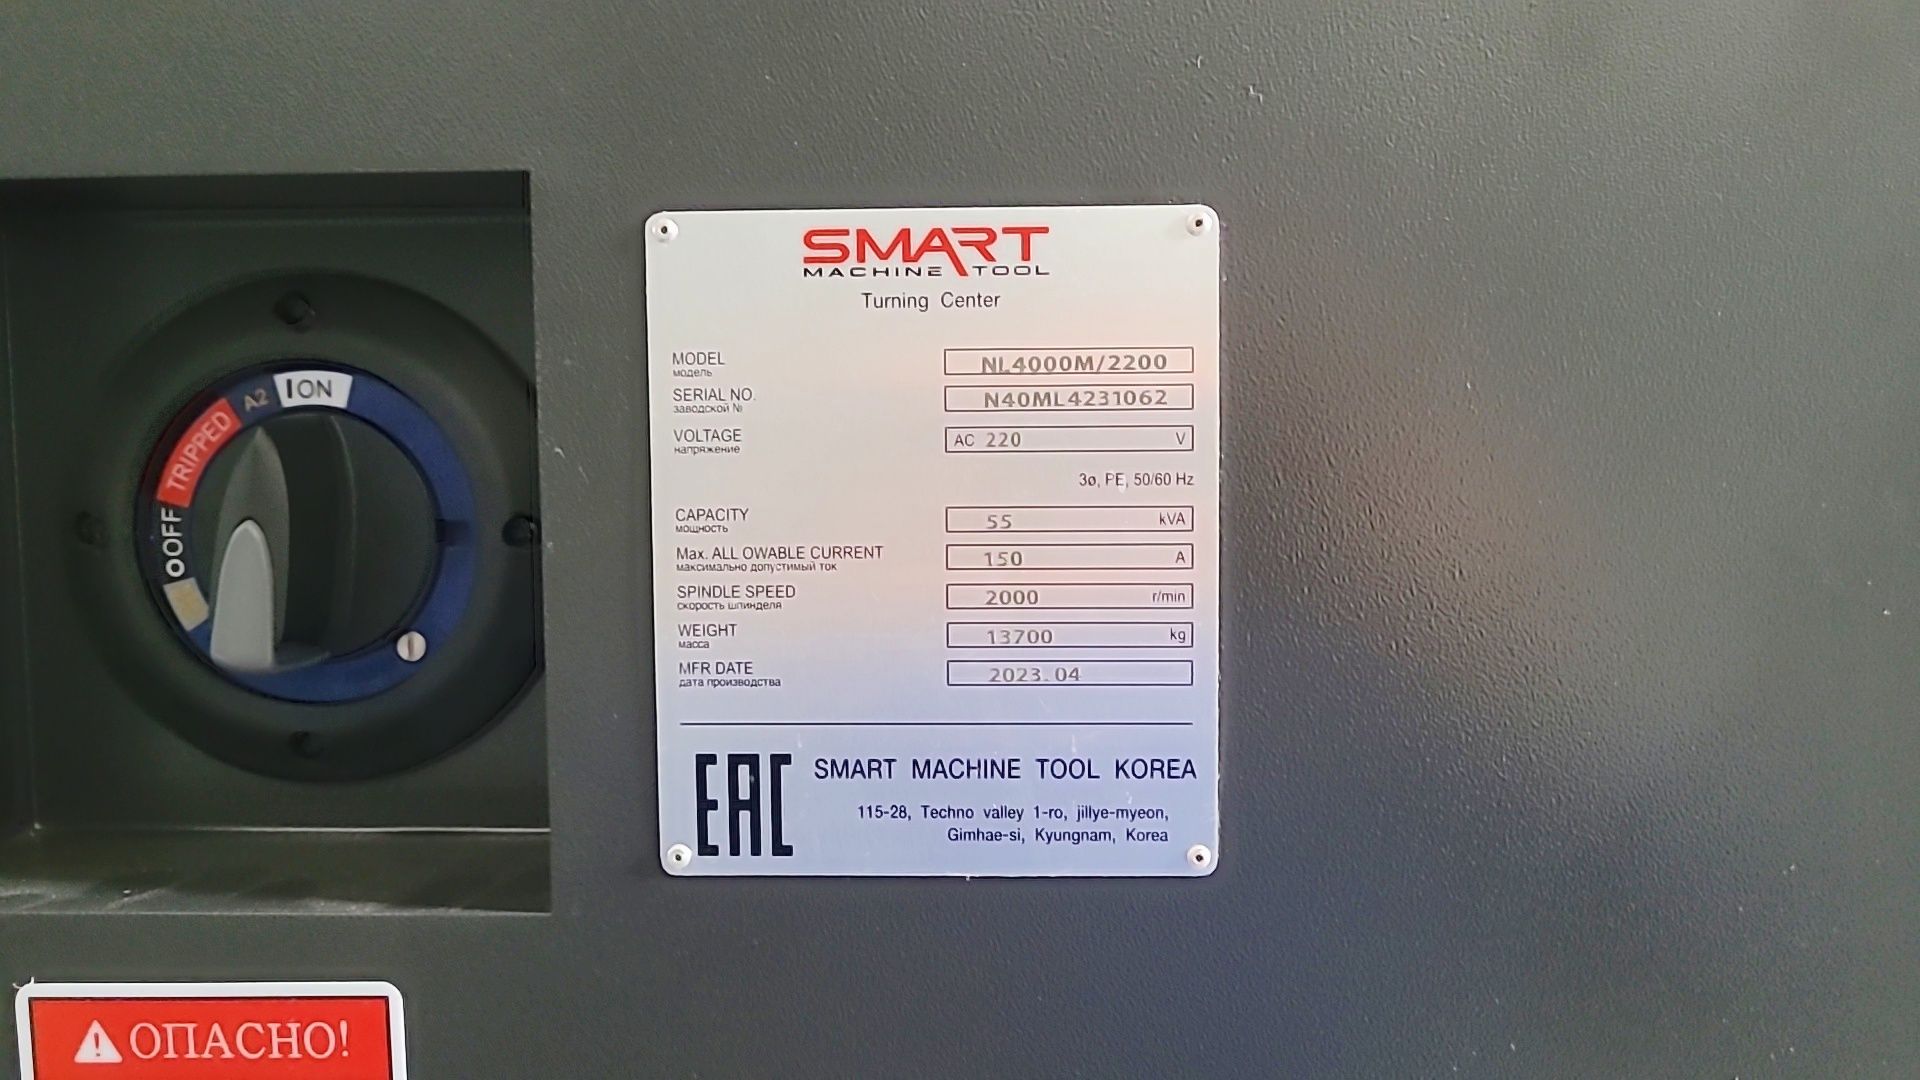 SMART
MACHINE TOOL
Turning Center
MODEL NL4000M/2200
модель
SERIAL NO. N40ML4231062
заводской №
VOLTAGE AC 220 V
напряжение
3ø, PE, 50/60 Hz
CAPACITY 55 kVA
мощность
Max. ALL OWABLE CURRENT 150 A
максимально допустимый ток
SPINDLE SPEED 2000 r/min
скорость шпинделя
WEIGHT 13700 kg
масса
MFR DATE 2023.04
дата производства
EAC SMART MACHINE TOOL KOREA
115-28, Techno valley 1-ro, jillye-myeon,
Gimhae-si, Kyungnam, Korea
I ON
A2
TRIPPED
O OFF
ОПАСНО!